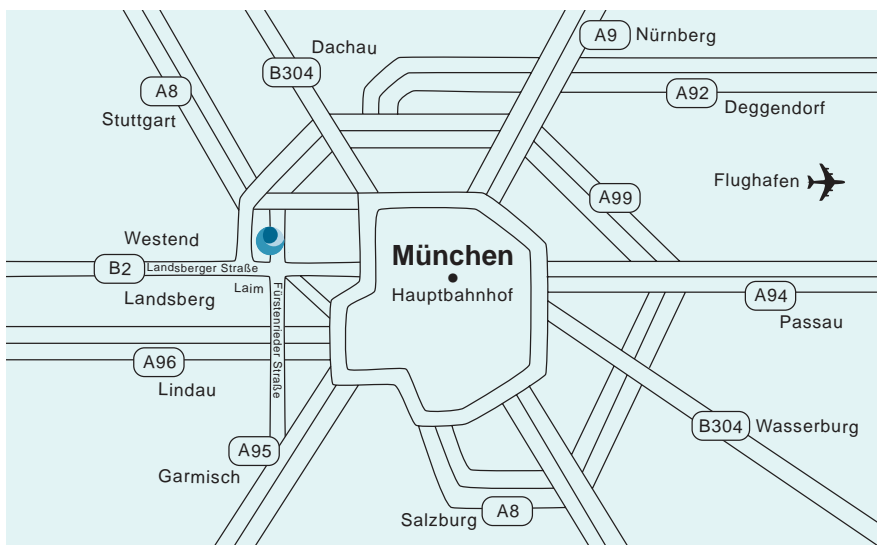 A9 Nürnberg
Dachau
B304
A8
Stuttgart
A92
Deggendorf
Flughafen
A99
Westend
München
Hauptbahnhof
B2
Landsberger Straße
Landsberg
Laim
Fürstenrieder Straße
A94
Passau
A96
Lindau
B304 Wasserburg
A95
Garmisch
Salzburg A8